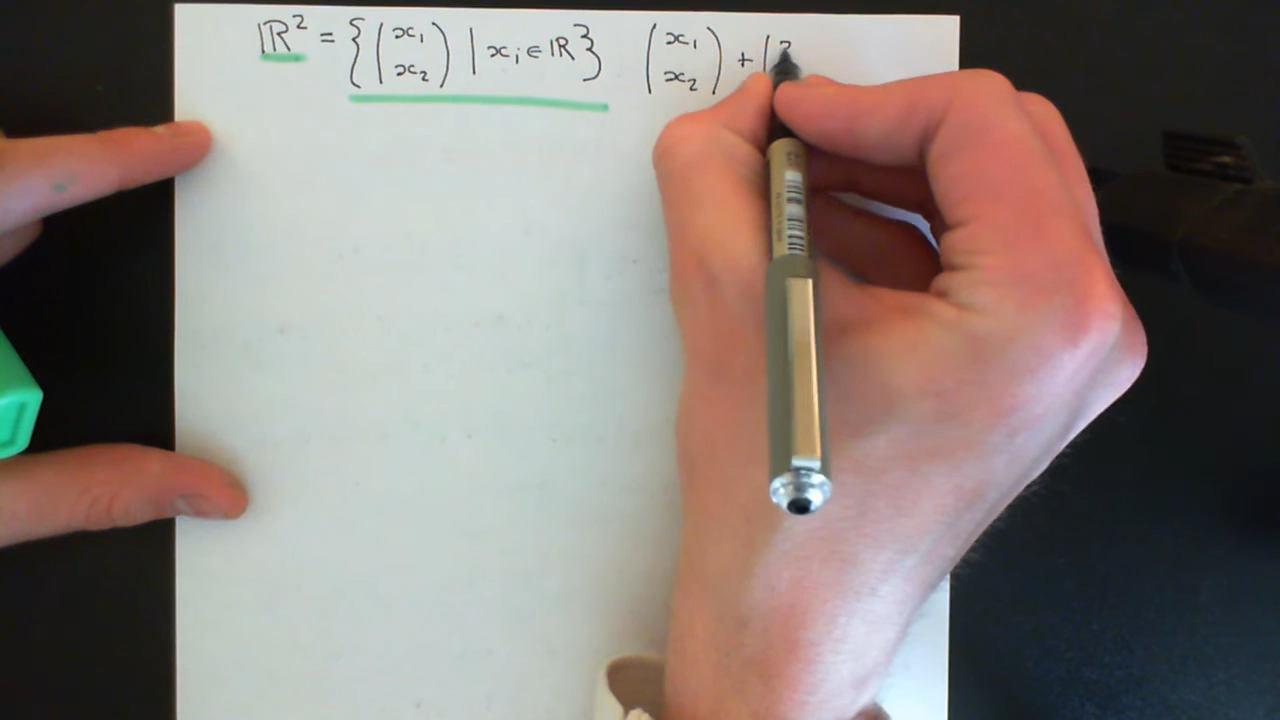 ℝ² = { (x₁ x₂) | xᵢ ∈ ℝ } (x₁ x₂) + (